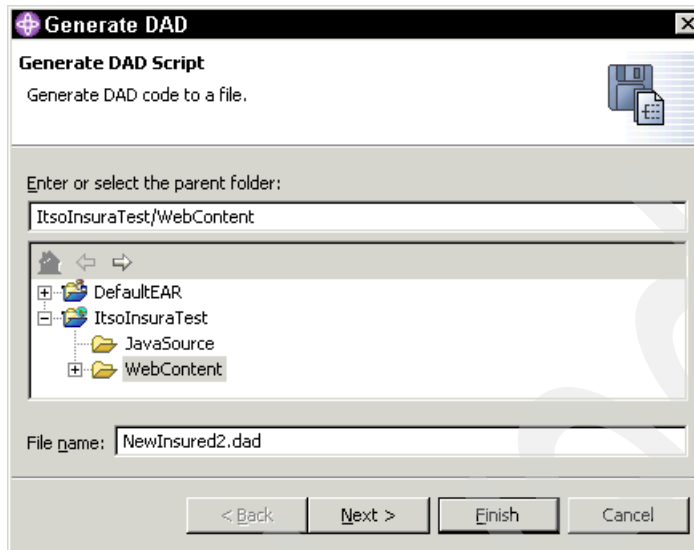 Generate DAD
Generate DAD Script
Generate DAD code to a file.
Enter or select the parent folder:
ItsoInsuraTest/WebContent
DefaultEAR
ItsoInsuraTest
JavaSource
WebContent
File name: NewInsured2.dad
< Back Next > Finish Cancel